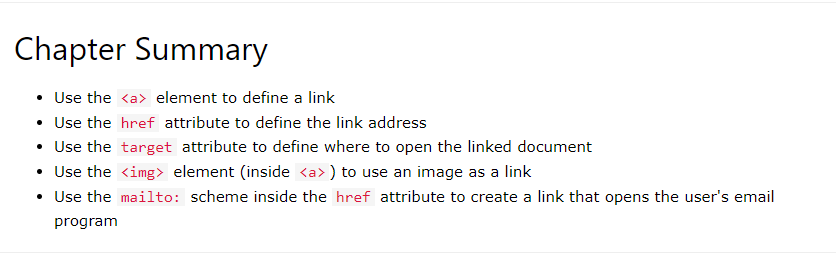 Chapter Summary
• Use the <a> element to define a link
• Use the href attribute to define the link address
• Use the target attribute to define where to open the linked document
• Use the <img> element (inside <a>) to use an image as a link
• Use the mailto: scheme inside the href attribute to create a link that opens the user's email
program